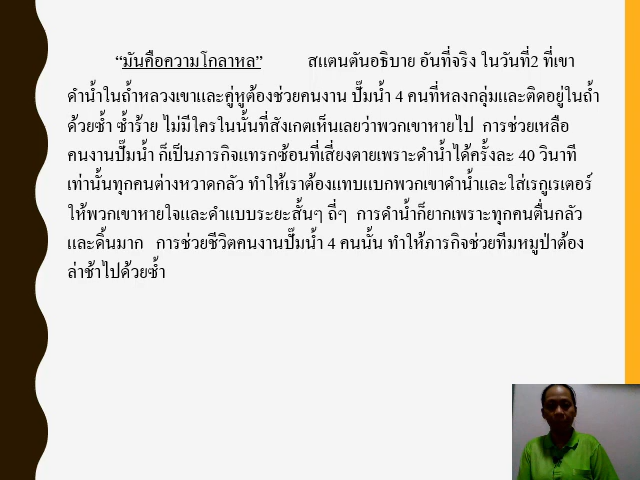 “มันคือความโกลาหล” สแตนตันอธิบาย อันที่จริง ในวันที่2 ที่เขา
ดำน้ำในถ้ำหลวงเขาและคู่หูต้องช่วยคนงาน ปั๊มน้ำ 4 คนที่หลงกลุ่มและติดอยู่ในถ้ำ
ด้วยซ้ำ ซ้ำร้าย ไม่มีใครในนั้นที่สังเกตเห็นเลยว่าพวกเขาหายไป การช่วยเหลือ
คนงานปั๊มน้ำ ก็เป็นภารกิจแทรกซ้อนที่เสี่ยงตายเพราะดำน้ำได้ครั้งละ 40 วินาที
เท่านั้นทุกคนต่างหวาดกลัว ทำให้เราต้องแทบแบกพวกเขาดำน้ำและใส่เรกูเรเตอร์
ให้พวกเขาหายใจและดำแบบระยะสั้นๆ ถี่ๆ การดำน้ำก็ยากเพราะทุกคนตื่นกลัว
และดิ้นมาก การช่วยชีวิตคนงานปั๊มน้ำ 4 คนนั้น ทำให้ภารกิจช่วยทีมหมูป่าต้อง
ล่าช้าไปด้วยซ้ำ